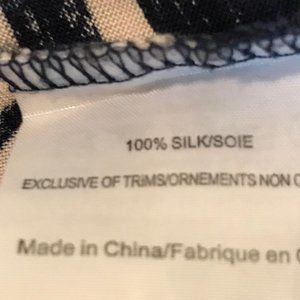 100% SILK/SOIE
EXCLUSIVE OF TRIMS/ORNEMENTS NON
Made in China/Fabrique en